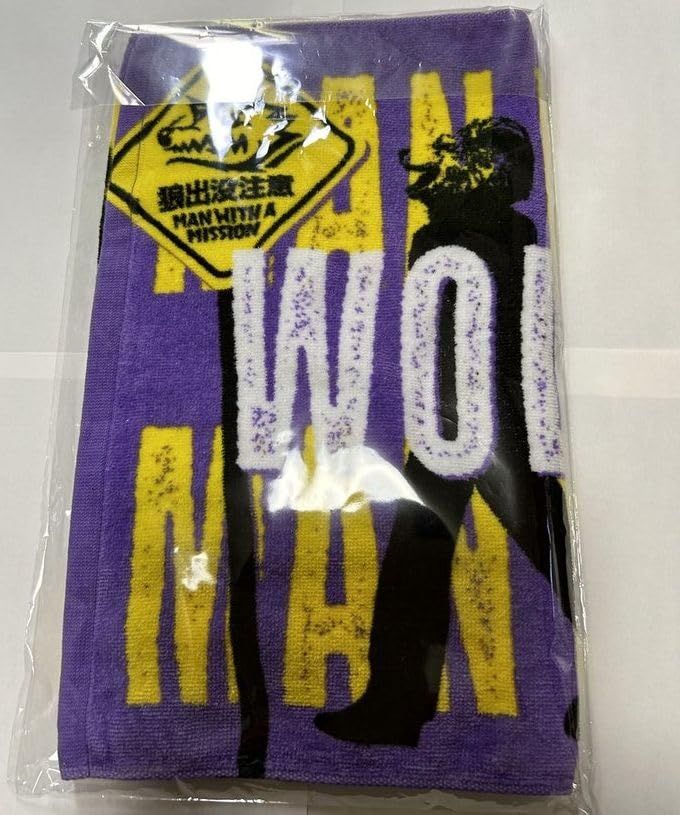 MAN
狼出没注意
MAN WITH A
MISSION
WO
MAN